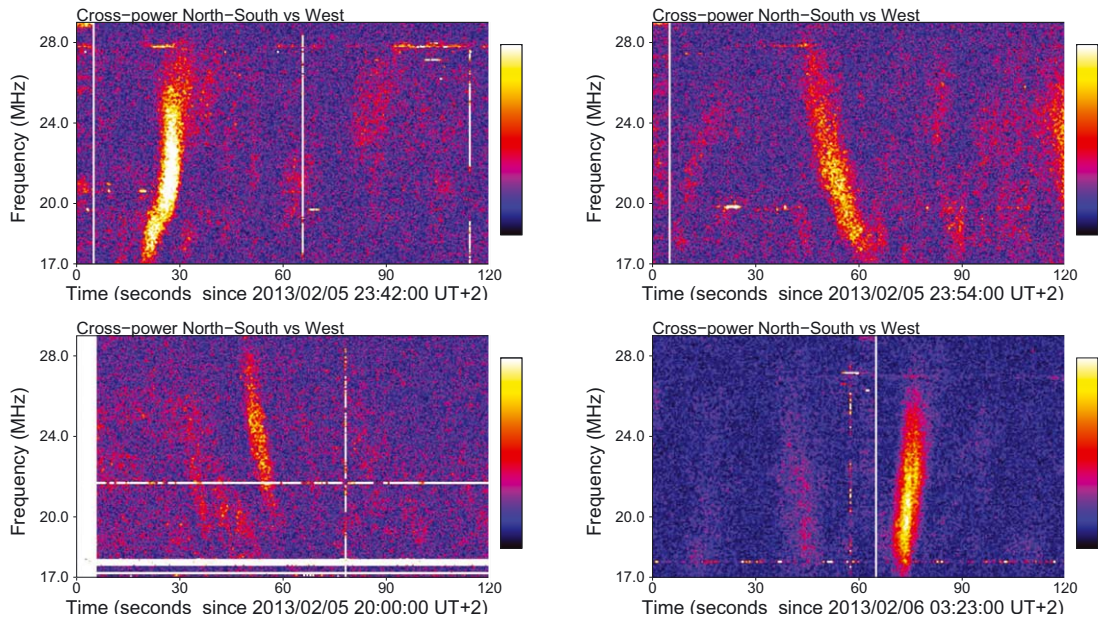 Cross-power North-South vs West
28.0
24.0
20.0
17.0
Frequency (MHz)
0 30 60 90 120
Time (seconds since 2013/02/05 23:42:00 UT+2)
Cross-power North-South vs West
28.0
24.0
20.0
17.0
Frequency (MHz)
0 30 60 90 120
Time (seconds since 2013/02/05 23:54:00 UT+2)
Cross-power North-South vs West
28.0
24.0
20.0
17.0
Frequency (MHz)
0 30 60 90 120
Time (seconds since 2013/02/05 20:00:00 UT+2)
Cross-power North-South vs West
28.0
24.0
20.0
17.0
Frequency (MHz)
0 30 60 90 120
Time (seconds since 2013/02/06 03:23:00 UT+2)